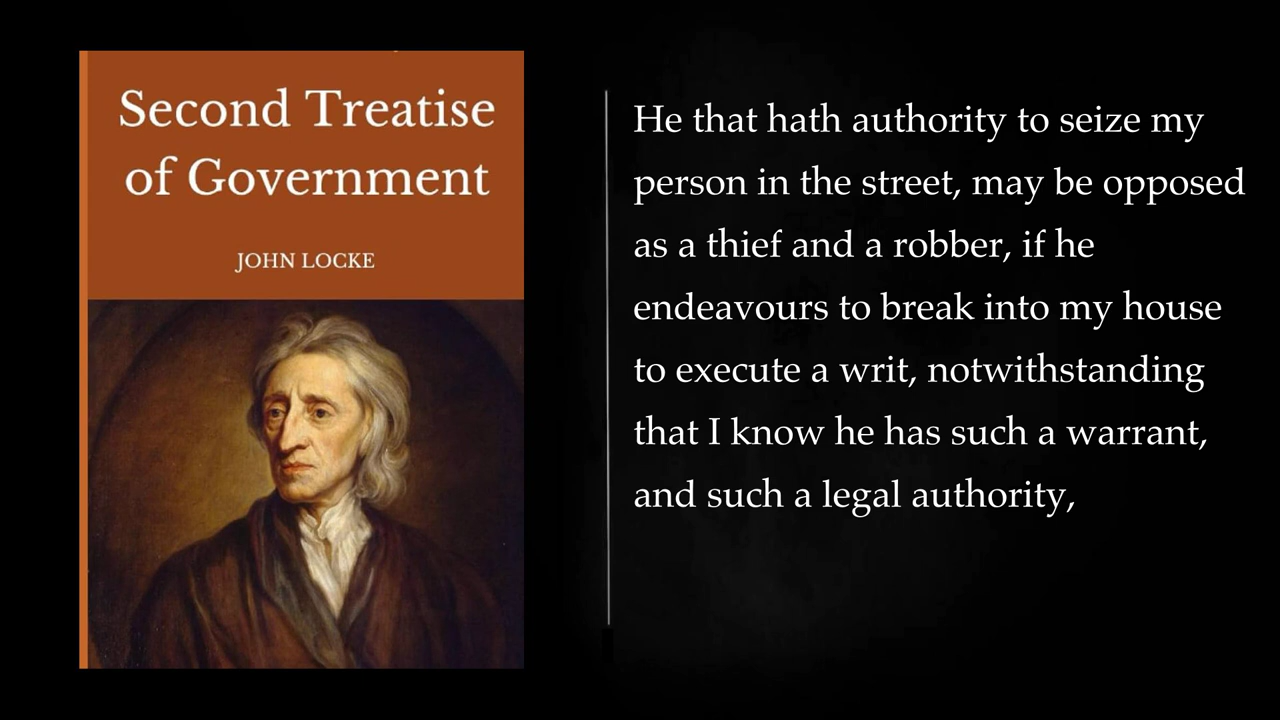 Second Treatise
of Government
JOHN LOCKE
He that hath authority to seize my
person in the street, may be opposed
as a thief and a robber, if he
endeavours to break into my house
to execute a writ, notwithstanding
that I know he has such a warrant,
and such a legal authority,